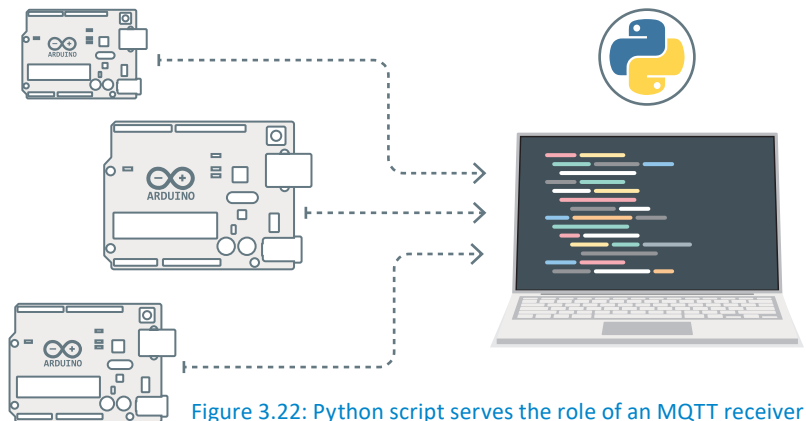 ARDUINO
ARDUINO
ARDUINO
Figure 3.22: Python script serves the role of an MQTT receiver